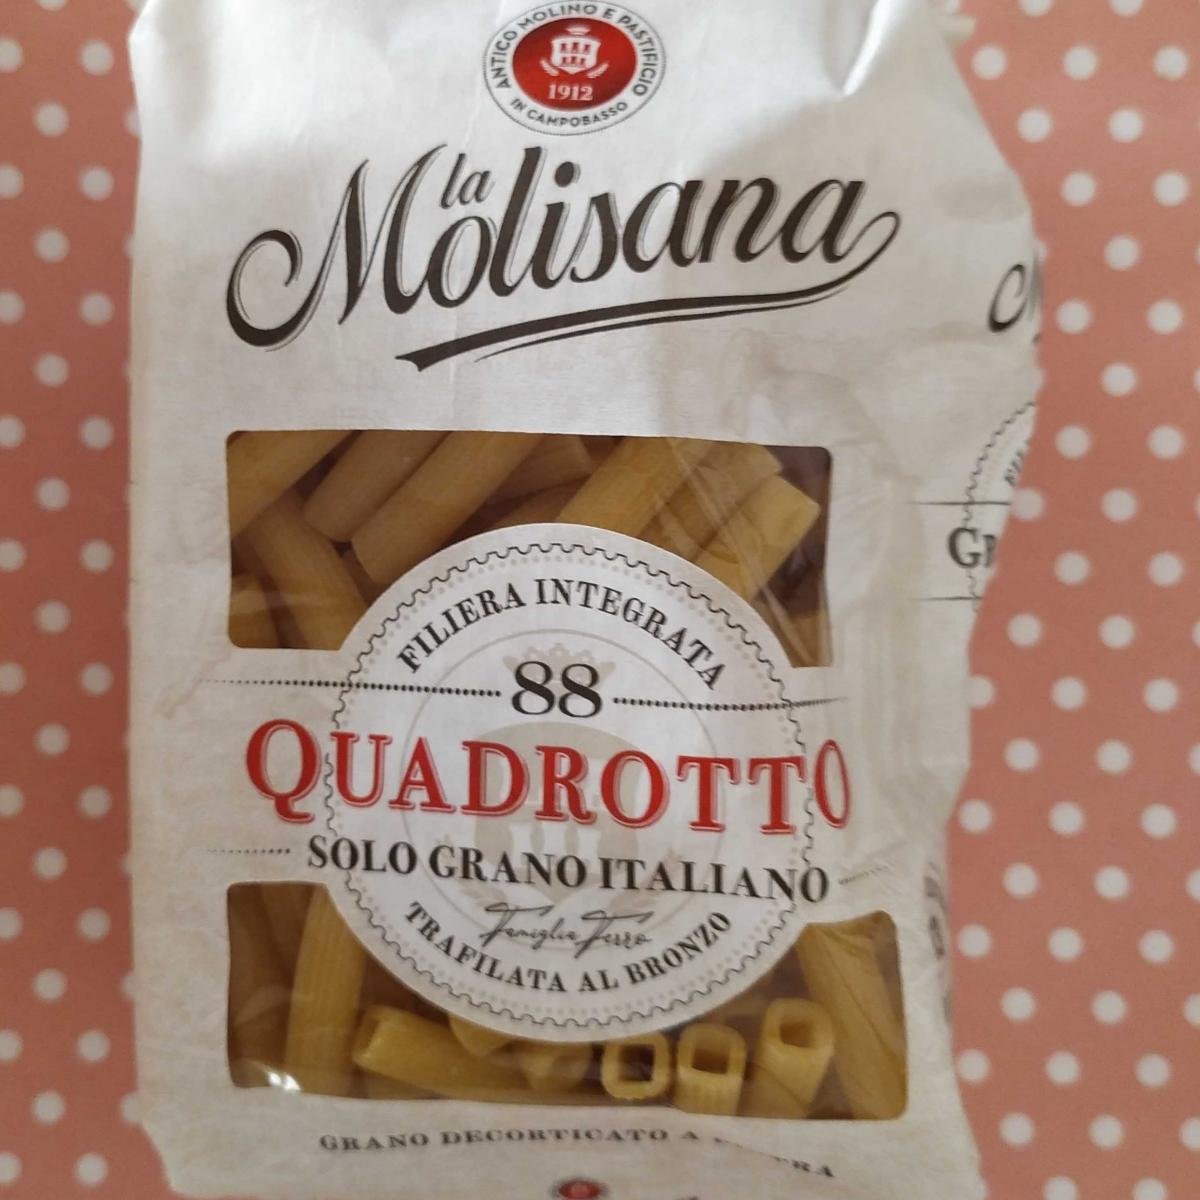 ANTICO MOLINO E PASTIFICIO
1912
IN CAMPOBASSO
la
Molisana
FILIERA INTEGRATA
88
QUADROTTO
SOLO GRANO ITALIANO
Famiglia Ferro
TRAFILATA AL BRONZO
GRANO DECORTICATO A